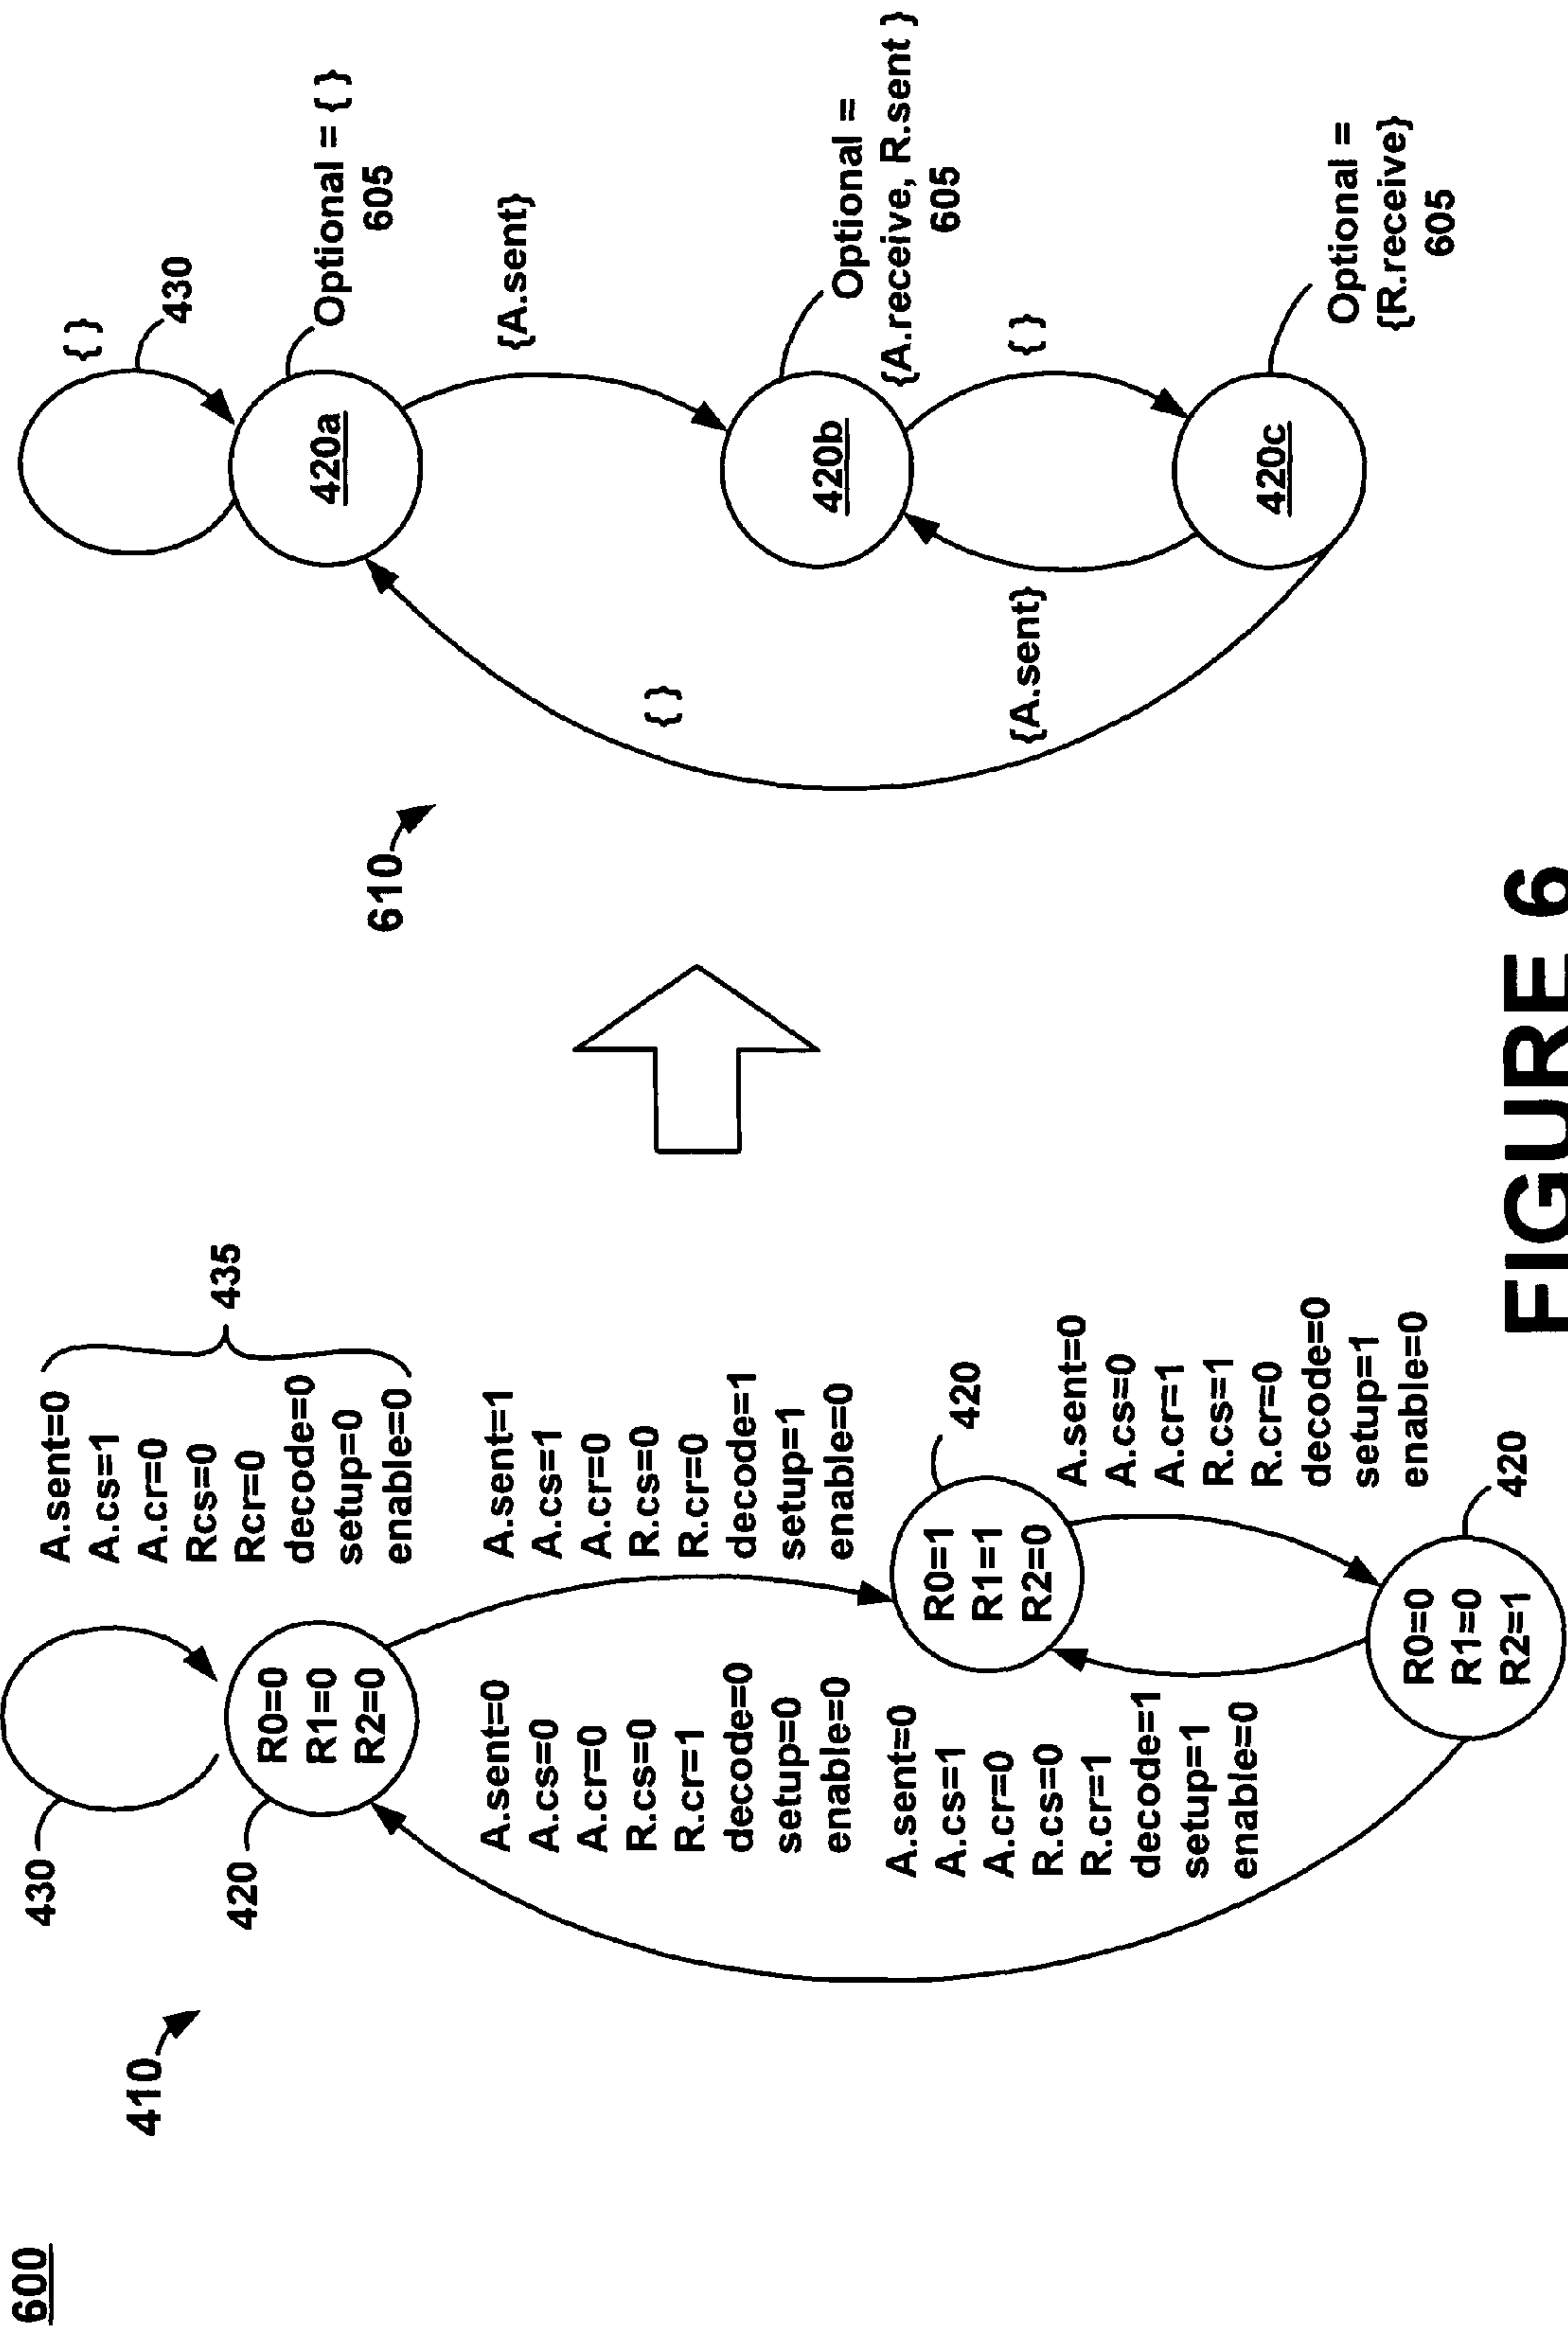 600
410
430
420
R0=0
R1=0
R2=0
A.sent=0
A.cs=1
A.cr=0
Rcs=0
Rcr=0
decode=0
setup=0
enable=0
435
A.sent=1
A.cs=1
A.cr=0
R.cs=0
R.cr=0
decode=1
setup=1
enable=0
A.sent=0
A.cs=0
A.cr=0
R.cs=0
R.cr=1
decode=0
setup=0
enable=0
R0=1
R1=1
R2=0
420
A.sent=0
A.cs=1
A.cr=0
R.cs=0
R.cr=1
decode=1
setup=1
enable=0
A.sent=0
A.cs=0
A.cr=1
R.cs=1
R.cr=0
decode=0
setup=1
enable=0
R0=0
R1=0
R2=1
420
610
{ }
430
420a
Optional = { }
605
{A.sent}
{ }
420b
Optional =
{A.receive, R.sent }
605
{ }
{A.sent}
420c
Optional =
{R.receive}
605
FIGURE 6